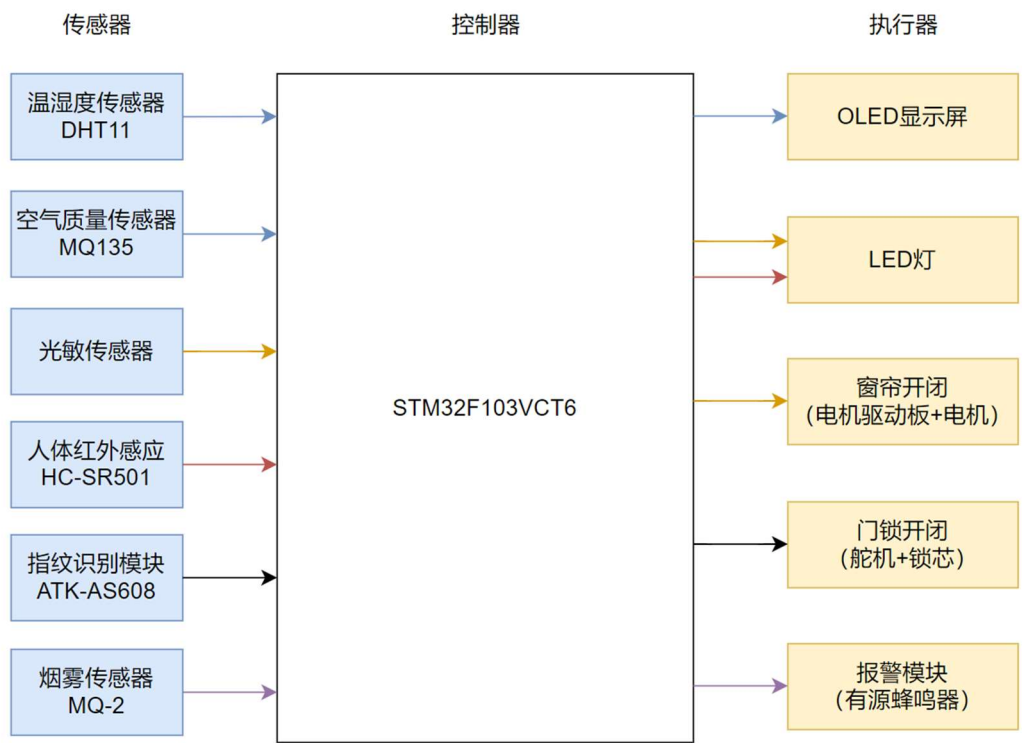 传感器
控制器
执行器
温湿度传感器
DHT11
空气质量传感器
MQ135
光敏传感器
人体红外感应
HC-SR501
指纹识别模块
ATK-AS608
烟雾传感器
MQ-2
STM32F103VCT6
OLED显示屏
LED灯
窗帘开闭
(电机驱动板+电机)
门锁开闭
(舵机+锁芯)
报警模块
(有源蜂鸣器)